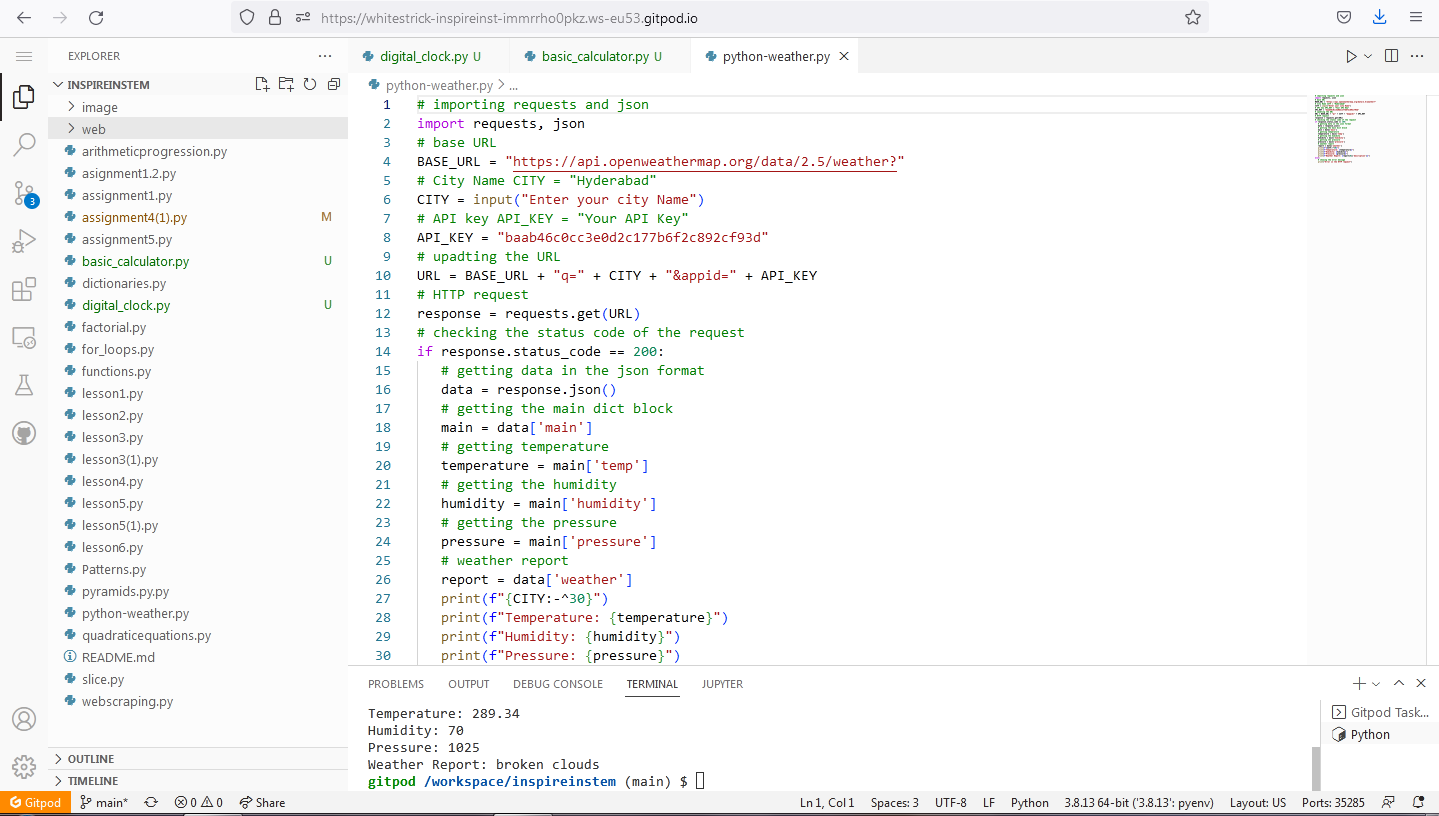 https://whitestrick-inspireinst-immrrho0pkz.ws-eu53.gitpod.io
EXPLORER
INSPIREINSTEM
image
web
arithmeticprogression.py
asignment1.2.py
assignment1.py
assignment4(1).py M
assignment5.py
basic_calculator.py U
dictionaries.py
digital_clock.py U
factorial.py
for_loops.py
functions.py
lesson1.py
lesson2.py
lesson3.py
lesson3(1).py
lesson4.py
lesson5.py
lesson5(1).py
lesson6.py
Patterns.py
pyramids.py.py
python-weather.py
quadraticequations.py
README.md
slice.py
webscraping.py
OUTLINE
TIMELINE
3
digital_clock.py U basic_calculator.py U python-weather.py
python-weather.py > ...
1 # importing requests and json
2 import requests, json
3 # base URL
4 BASE_URL = "https://api.openweathermap.org/data/2.5/weather?"
5 # City Name CITY = "Hyderabad"
6 CITY = input("Enter your city Name")
7 # API key API_KEY = "Your API Key"
8 API_KEY = "baab46c0cc3e0d2c177b6f2c892cf93d"
9 # upadting the URL
10 URL = BASE_URL + "q=" + CITY + "&appid=" + API_KEY
11 # HTTP request
12 response = requests.get(URL)
13 # checking the status code of the request
14 if response.status_code == 200:
15 # getting data in the json format
16 data = response.json()
17 # getting the main dict block
18 main = data['main']
19 # getting temperature
20 temperature = main['temp']
21 # getting the humidity
22 humidity = main['humidity']
23 # getting the pressure
24 pressure = main['pressure']
25 # weather report
26 report = data['weather']
27 print(f"{CITY:-^30}")
28 print(f"Temperature: {temperature}")
29 print(f"Humidity: {humidity}")
30 print(f"Pressure: {pressure}")
PROBLEMS OUTPUT DEBUG CONSOLE TERMINAL JUPYTER
Temperature: 289.34
Humidity: 70
Pressure: 1025
Weather Report: broken clouds
gitpod /workspace/inspireinstem (main) $
Gitpod Task...
Python
Gitpod main* 0 0 Share Ln 1, Col 1 Spaces: 3 UTF-8 LF Python 3.8.13 64-bit ('3.8.13': pyenv) Layout: US Ports: 35285